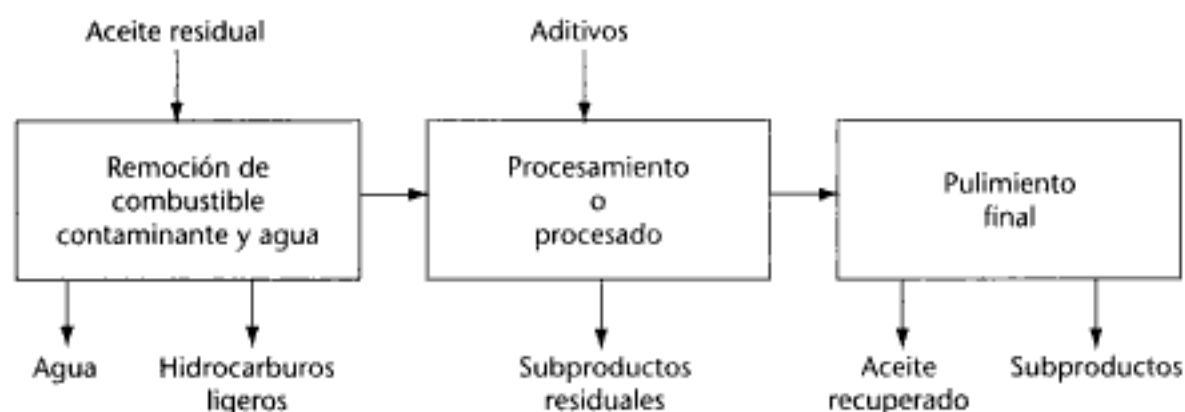 Aceite residual
Aditivos
Remoción de
combustible
contaminante y agua
Procesamiento
o
procesado
Pulimiento
final
Agua
Hidrocarburos
ligeros
Subproductos
residuales
Aceite
recuperado
Subproductos